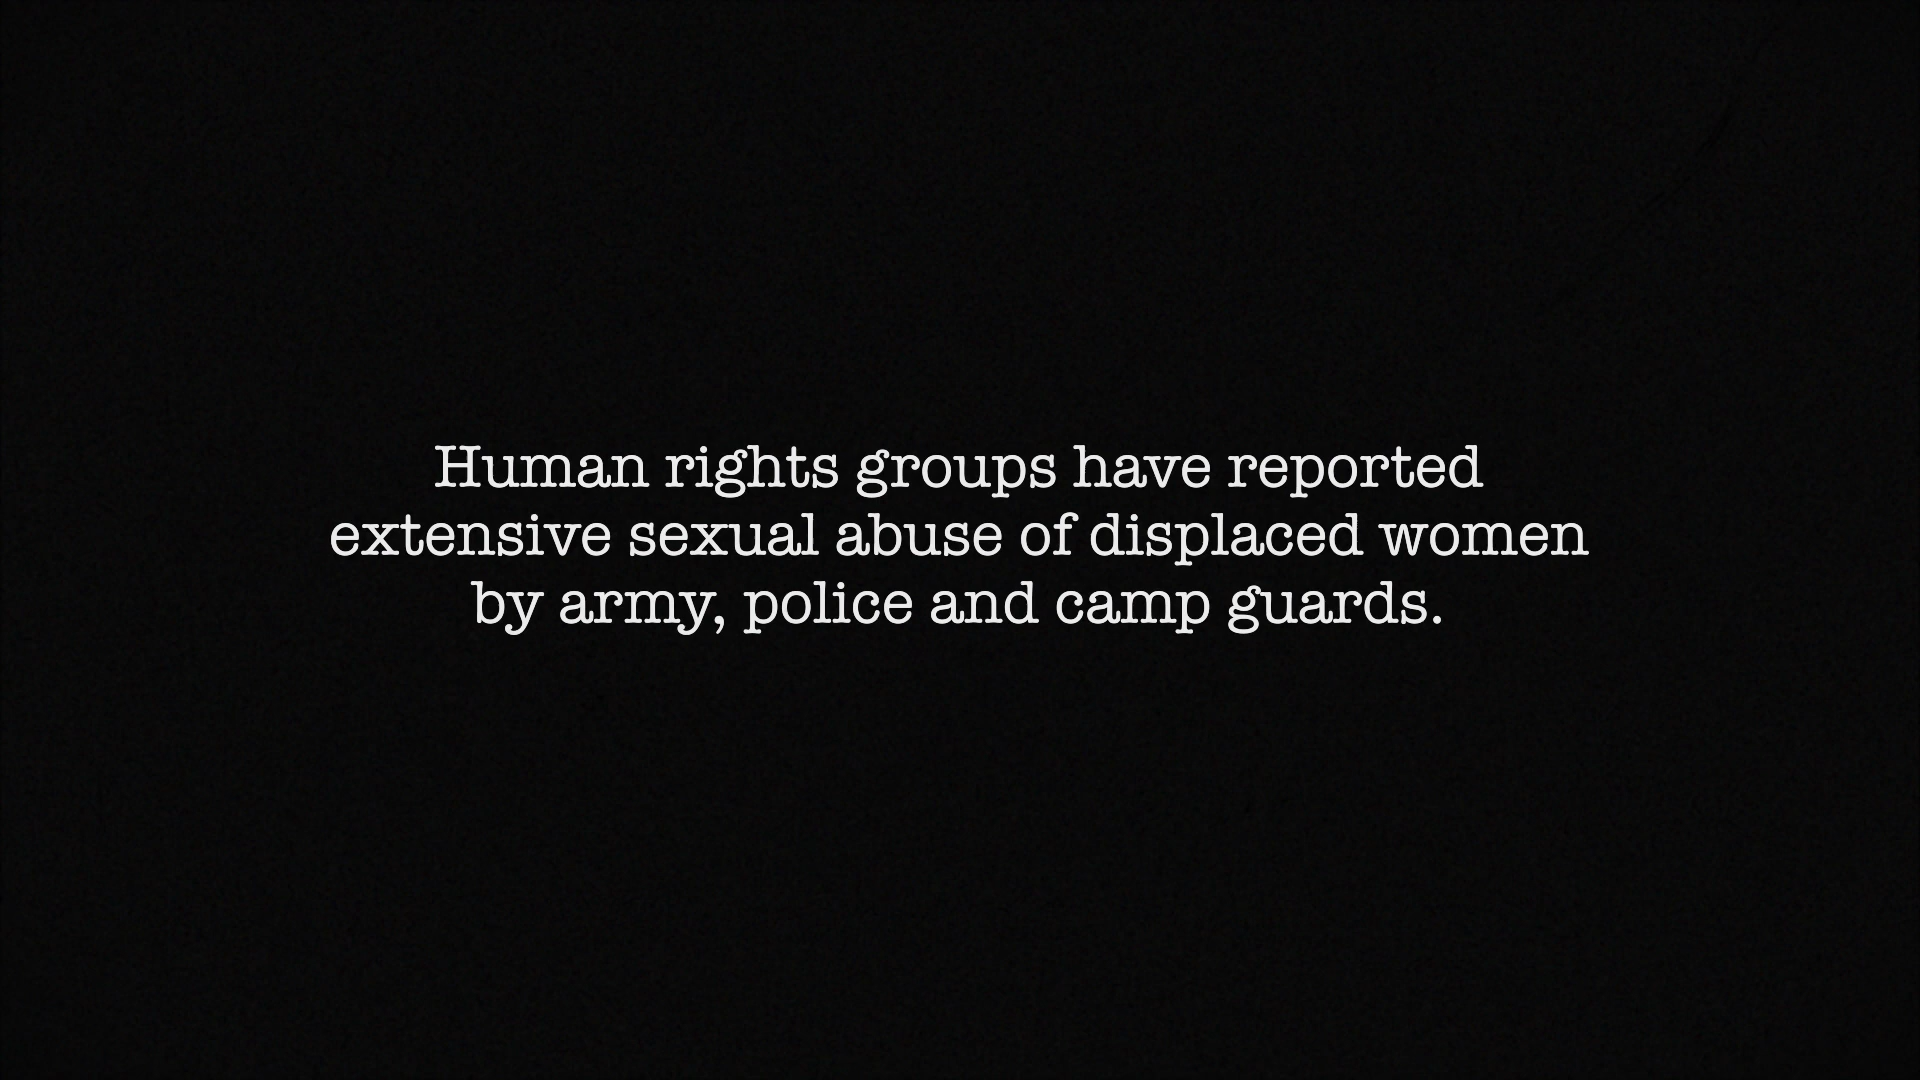 Human rights groups have reported
extensive sexual abuse of displaced women
by army, police and camp guards.